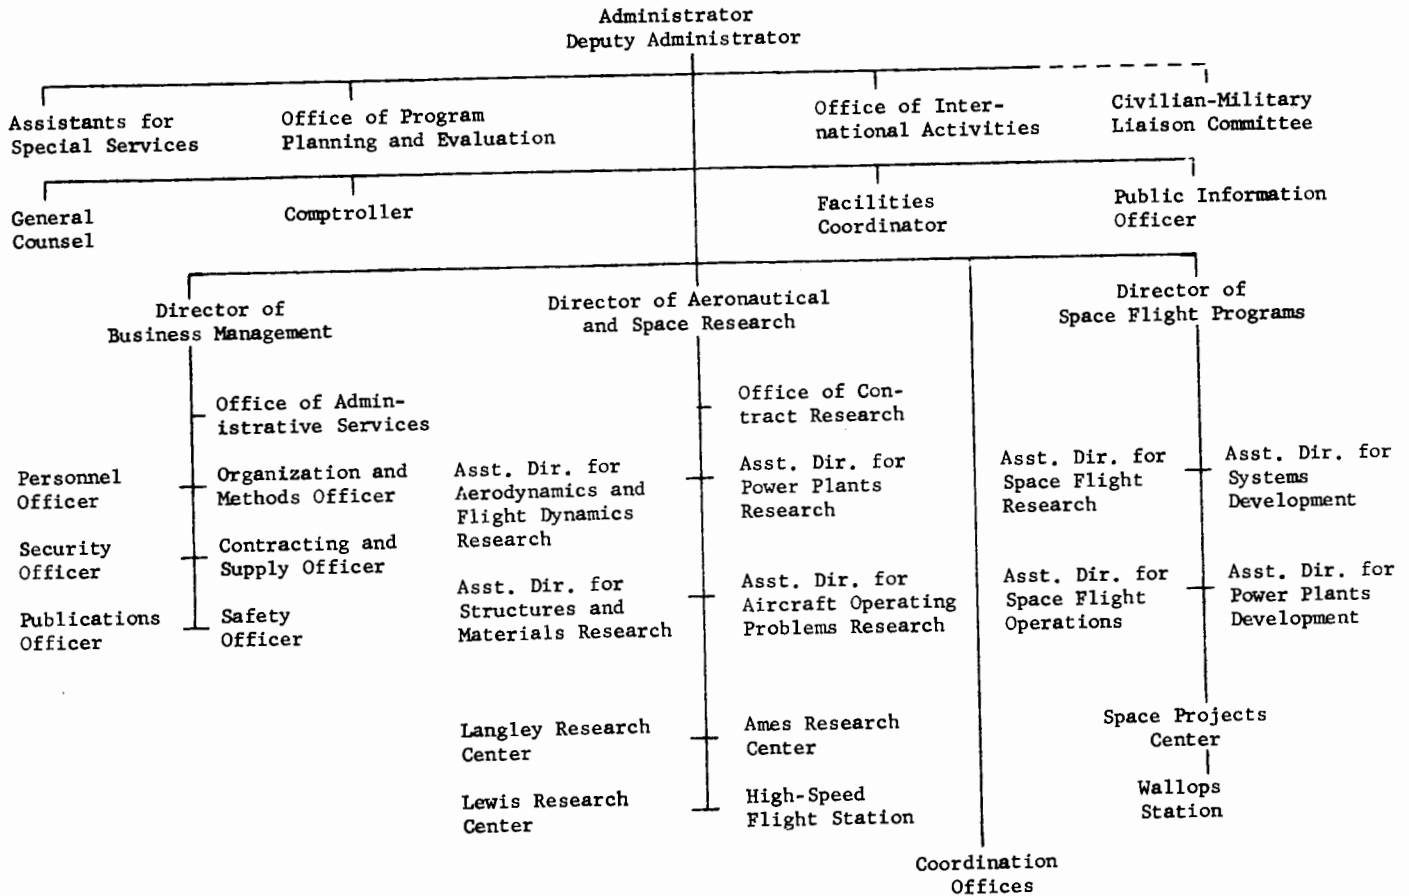 Administrator
Deputy Administrator
Assistants for
Special Services
Office of Program
Planning and Evaluation
Office of Inter-
national Activities
Civilian-Military
Liaison Committee
General
Counsel
Comptroller
Facilities
Coordinator
Public Information
Officer
Director of
Business Management
Director of Aeronautical
and Space Research
Director of
Space Flight Programs
Office of Admin-
istrative Services
Personnel
Officer
Organization and
Methods Officer
Security
Officer
Contracting and
Supply Officer
Publications
Officer
Safety
Officer
Office of Con-
tract Research
Asst. Dir. for
Aerodynamics and
Flight Dynamics
Research
Asst. Dir. for
Power Plants
Research
Asst. Dir. for
Structures and
Materials Research
Asst. Dir. for
Aircraft Operating
Problems Research
Langley Research
Center
Ames Research
Center
Lewis Research
Center
High-Speed
Flight Station
Asst. Dir. for
Space Flight
Research
Asst. Dir. for
Systems
Development
Asst. Dir. for
Space Flight
Operations
Asst. Dir. for
Power Plants
Development
Space Projects
Center
Wallops
Station
Coordination
Offices